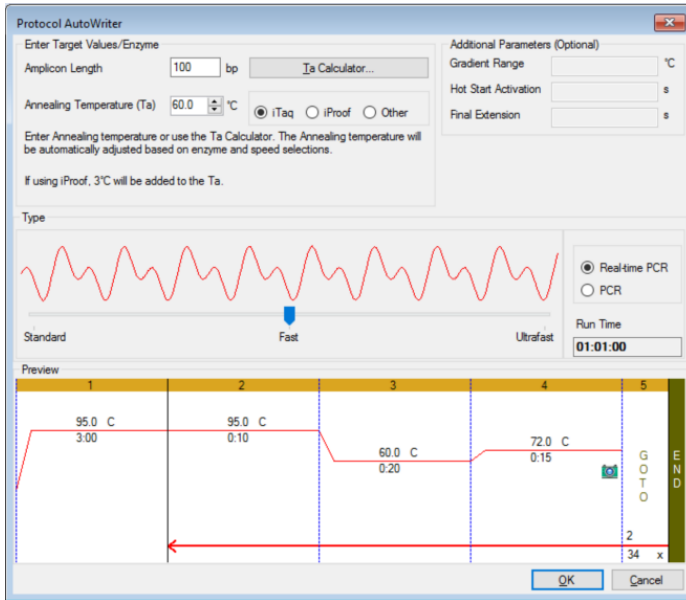 Protocol AutoWriter
Enter Target Values/Enzyme
Amplicon Length 100 bp Ta Calculator...
Annealing Temperature (Ta) 60.0 °C iTaq iProof Other
Enter Annealing temperature or use the Ta Calculator. The Annealing temperature will
be automatically adjusted based on enzyme and speed selections.
If using iProof, 3°C will be added to the Ta.
Additional Parameters (Optional)
Gradient Range °C
Hot Start Activation s
Final Extension s
Type
Standard Fast Ultrafast
Real-time PCR
PCR
Run Time
01:01:00
Preview
1 2 3 4 5
95.0 C
3:00
95.0 C
0:10
60.0 C
0:20
72.0 C
0:15
GOTO
2
34 x
END
OK Cancel